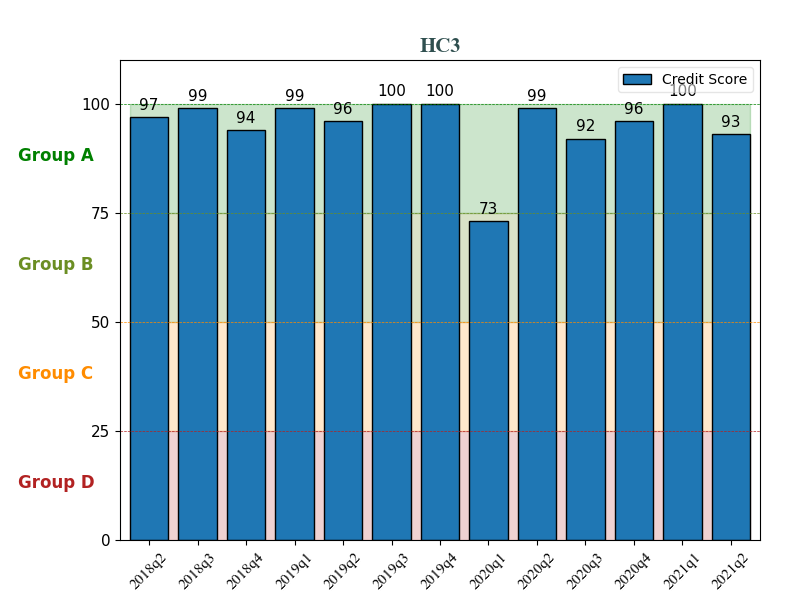 HC3
Credit Score
97
99
94
99
96
100
100
73
99
92
96
100
93
100
75
50
25
0
Group A
Group B
Group C
Group D
2018q2
2018q3
2018q4
2019q1
2019q2
2019q3
2019q4
2020q1
2020q2
2020q3
2020q4
2021q1
2021q2